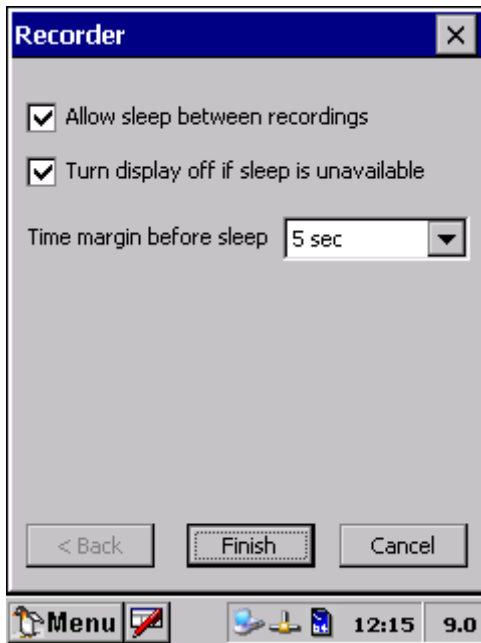 Recorder
Allow sleep between recordings
Turn display off if sleep is unavailable
Time margin before sleep 5 sec
< Back Finish Cancel
Menu 12:15 9.0